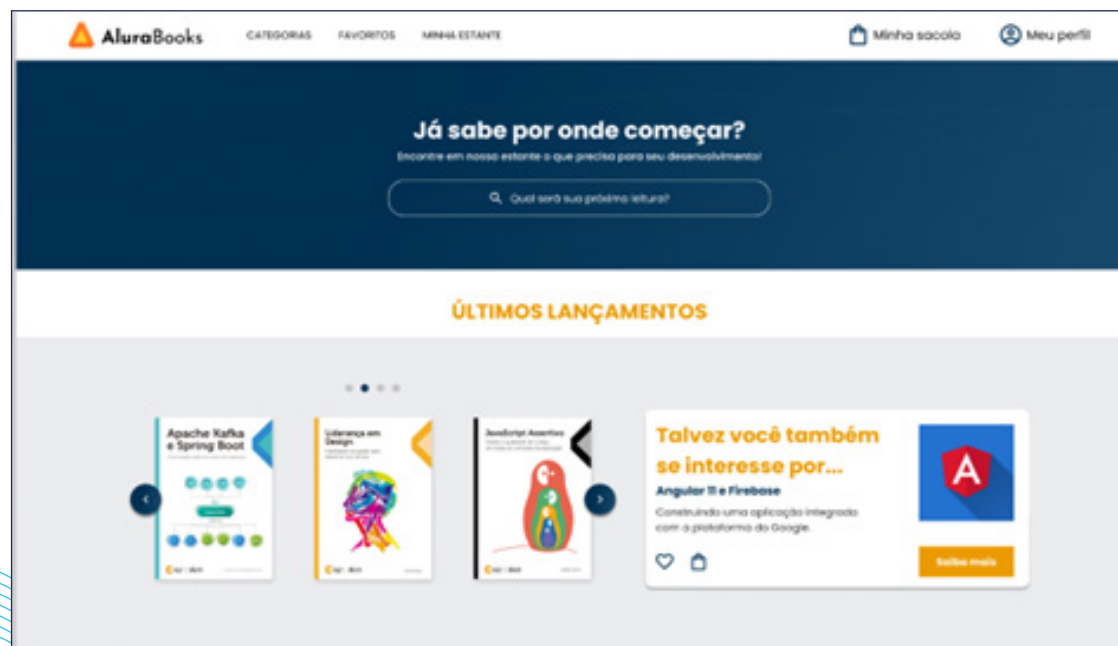 AluraBooks
CATEGORIAS
FAVORITOS
MINHA ESTANTE
Minha sacola
Meu perfil
Já sabe por onde começar?
Encontre em nossa estante o que precisa para seu desenvolvimento!
Qual será sua próxima leitura?
ÚLTIMOS LANÇAMENTOS
Apache Kafka
e Spring Boot
Liderança em
Design
JavaScript Assertivo
Talvez você também
se interesse por...
Angular 11 e Firebase
Construindo uma aplicação integrada
com a plataforma do Google.
A
Saiba mais